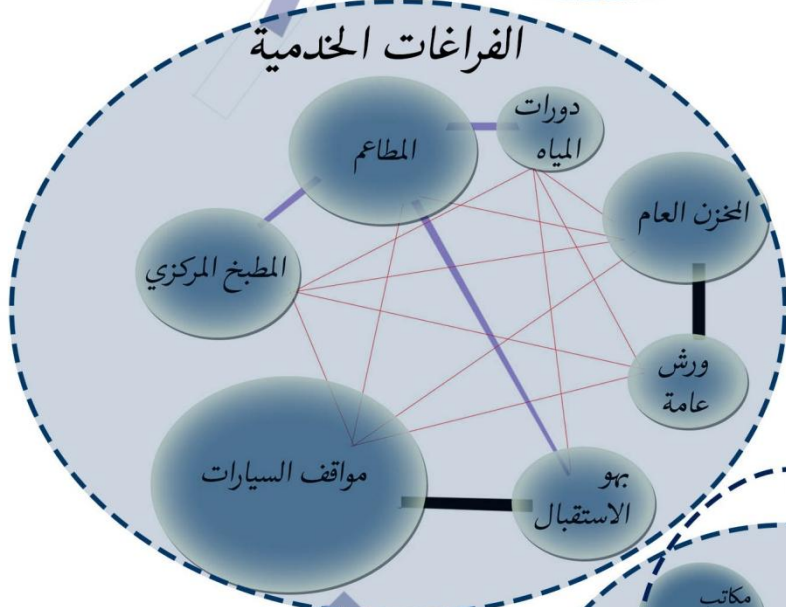 الفراغات الخدمية
دورات
المياه
المطاعم
المخزن العام
المطبخ المركزي
ورش
عامة
مواقف السيارات
بهو
الاستقبال
مكاتب